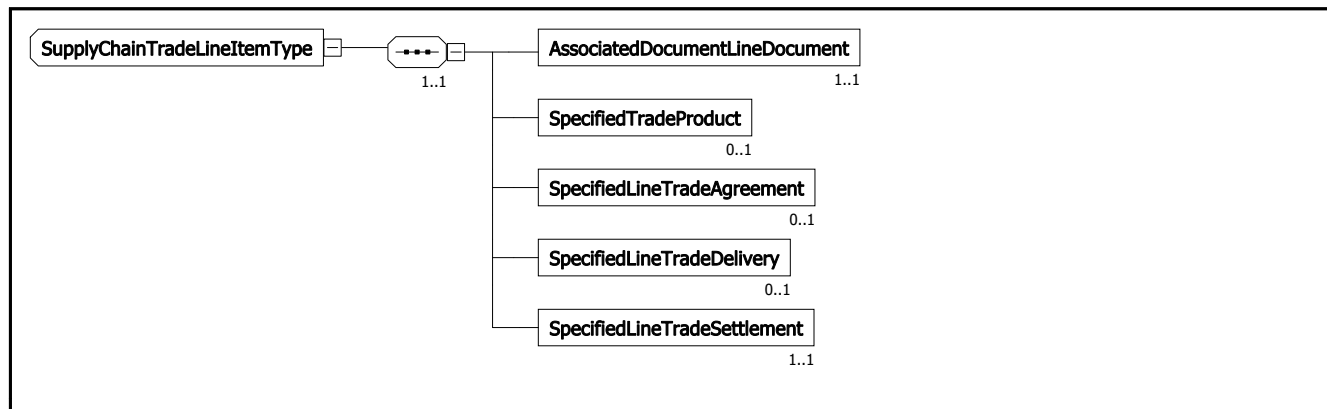 SupplyChainTradeLineItemType
1..1
AssociatedDocumentLineDocument
1..1
SpecifiedTradeProduct
0..1
SpecifiedLineTradeAgreement
0..1
SpecifiedLineTradeDelivery
0..1
SpecifiedLineTradeSettlement
1..1